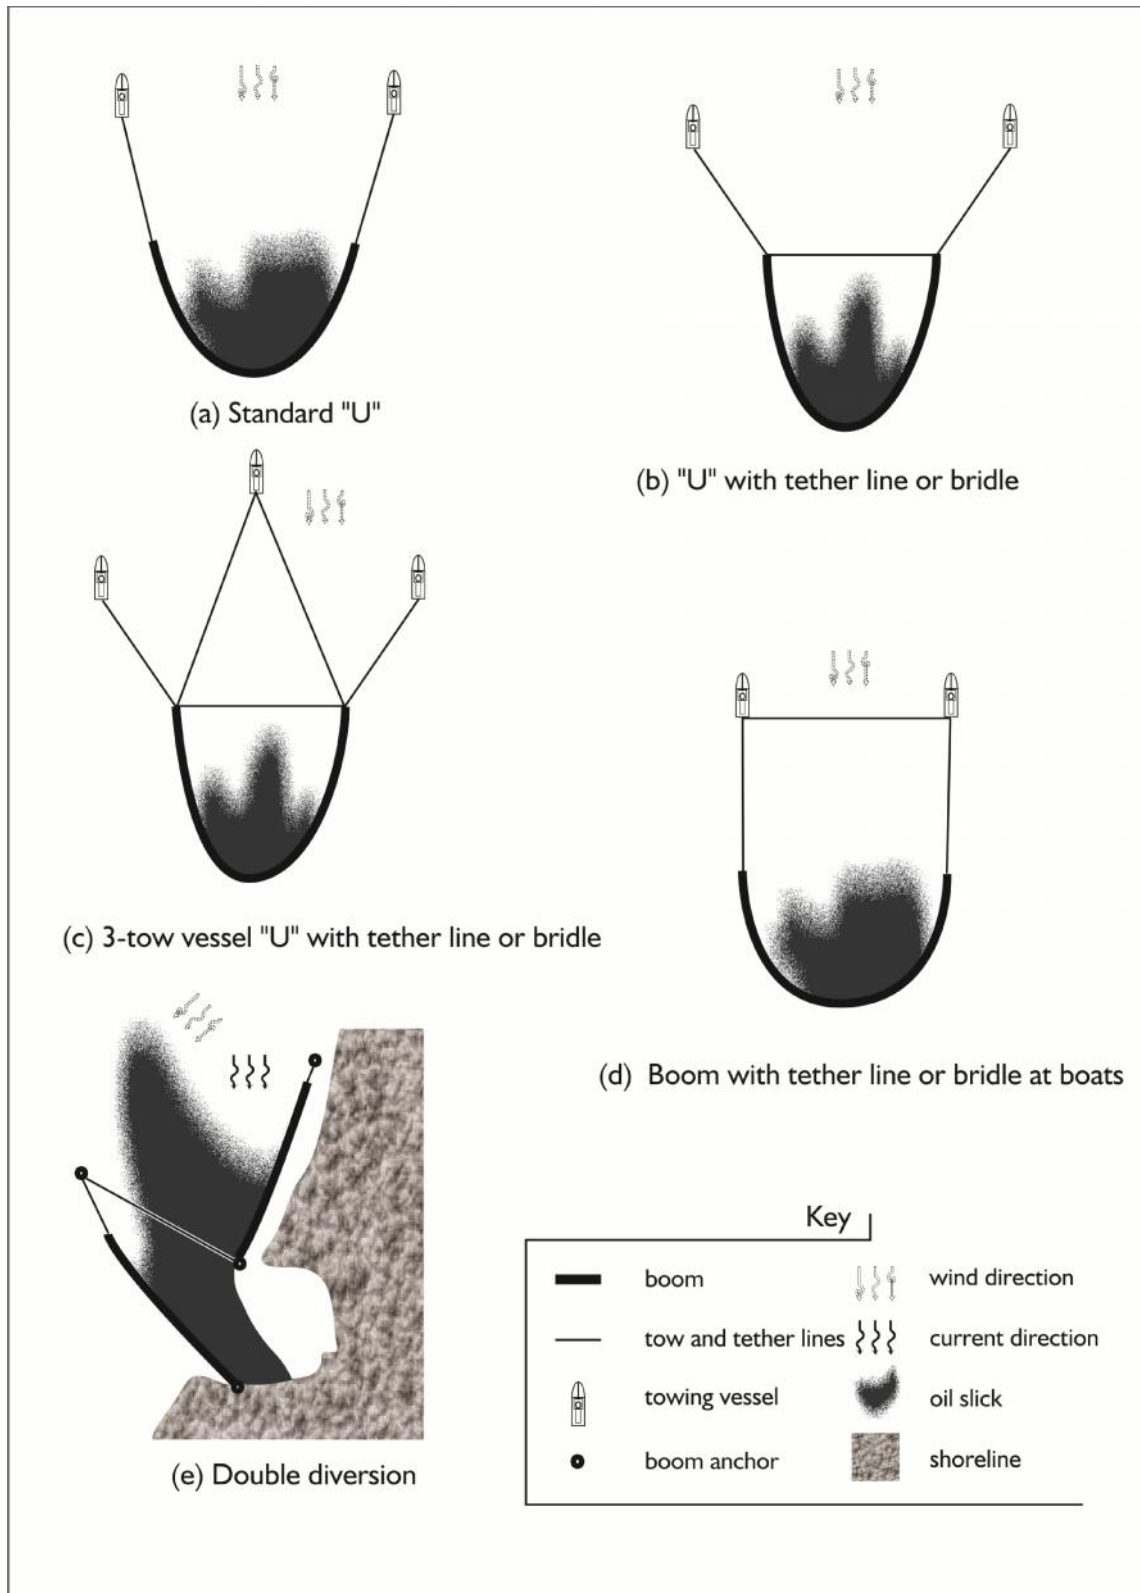 (a) Standard "U"
(b) "U" with tether line or bridle
(c) 3-tow vessel "U" with tether line or bridle
(d) Boom with tether line or bridle at boats
(e) Double diversion
Key
boom
wind direction
tow and tether lines
current direction
towing vessel
oil slick
boom anchor
shoreline